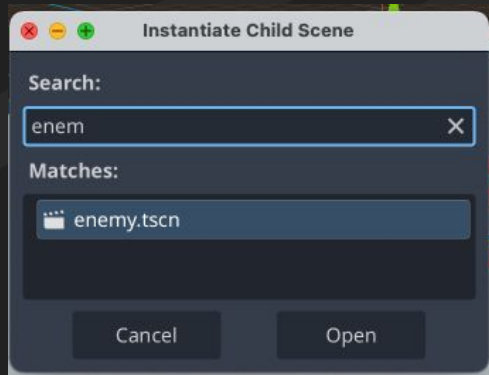 Instantiate Child Scene
Search:
enem
Matches:
enemy.tscn
Cancel Open